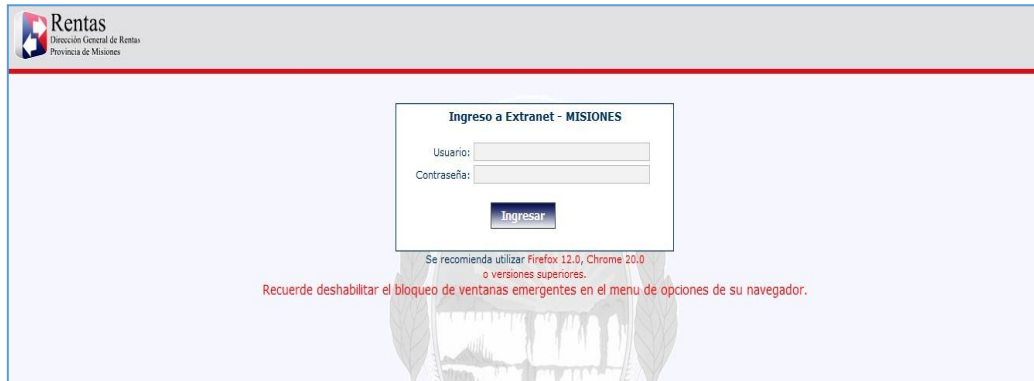 Rentas
Dirección General de Rentas
Provincia de Misiones
Ingreso a Extranet - MISIONES
Usuario:
Contraseña:
Ingresar
Se recomienda utilizar Firefox 12.0, Chrome 20.0
o versiones superiores.
Recuerde deshabilitar el bloqueo de ventanas emergentes en el menu de opciones de su navegador.